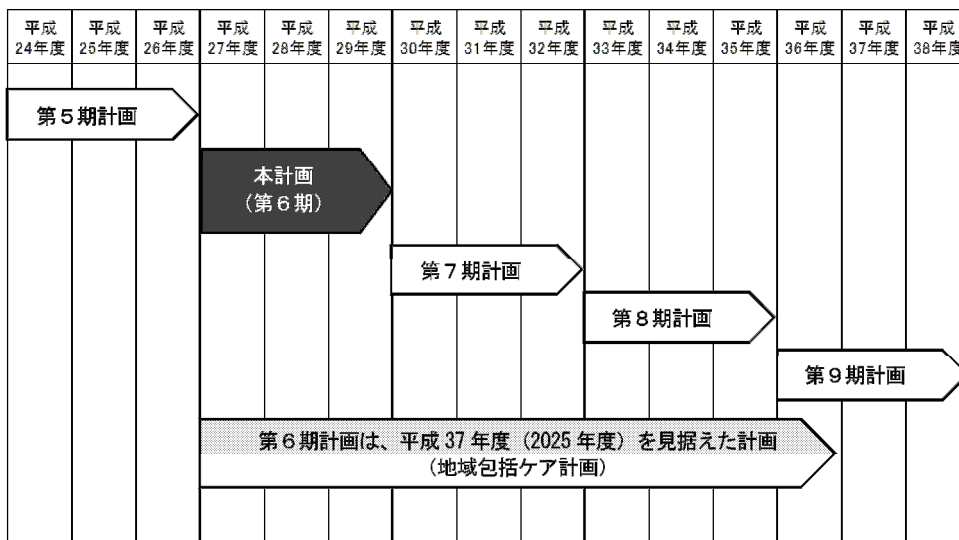 平成 平成 平成 平成 平成 平成 平成 平成 平成 平成 平成 平成 平成 平成 平成
24年度 25年度 26年度 27年度 28年度 29年度 30年度 31年度 32年度 33年度 34年度 35年度 36年度 37年度 38年度
第５期計画
本計画
（第６期）
第７期計画
第８期計画
第９期計画
第６期計画は、平成 37 年度（2025 年度）を見据えた計画
（地域包括ケア計画）